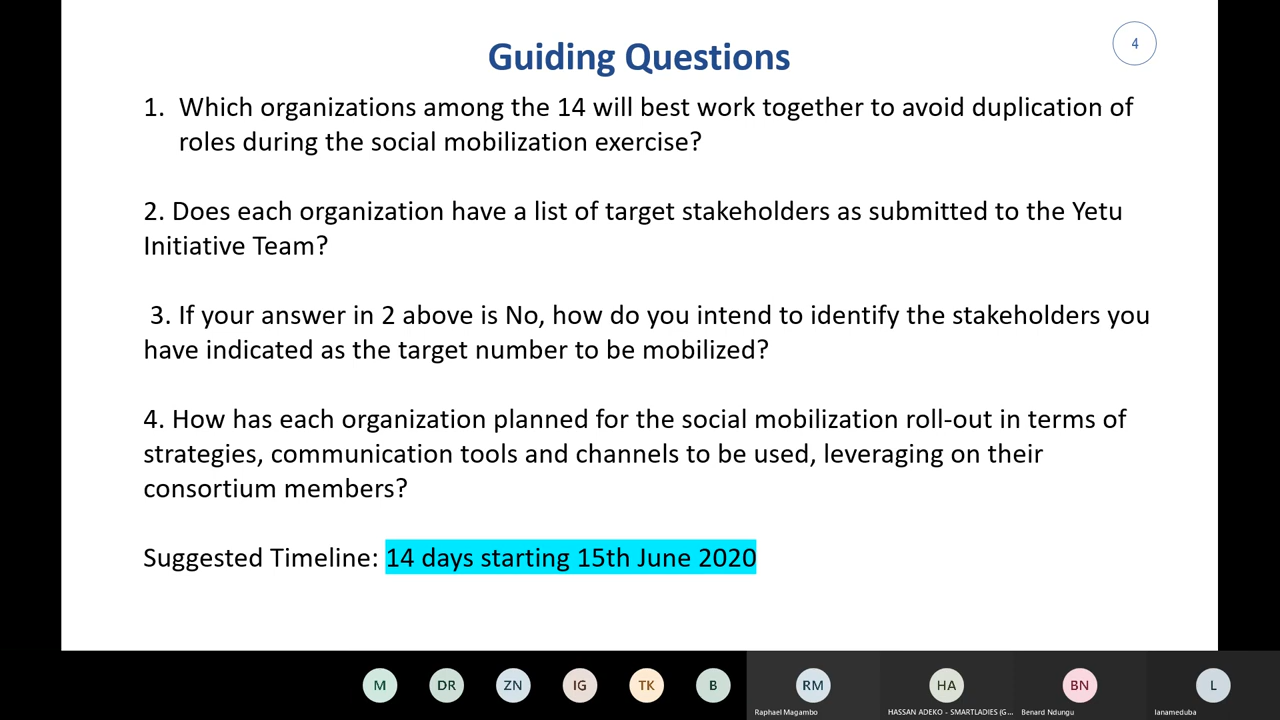 Guiding Questions
4
1. Which organizations among the 14 will best work together to avoid duplication of
roles during the social mobilization exercise?
2. Does each organization have a list of target stakeholders as submitted to the Yetu
Initiative Team?
3. If your answer in 2 above is No, how do you intend to identify the stakeholders you
have indicated as the target number to be mobilized?
4. How has each organization planned for the social mobilization roll-out in terms of
strategies, communication tools and channels to be used, leveraging on their
consortium members?
Suggested Timeline: 14 days starting 15th June 2020
M DR ZN IG TK B RM HA BN L
Raphael Magambo HASSAN ADEKO - SMARTLADIES (G... Benard Ndungu lanameduba